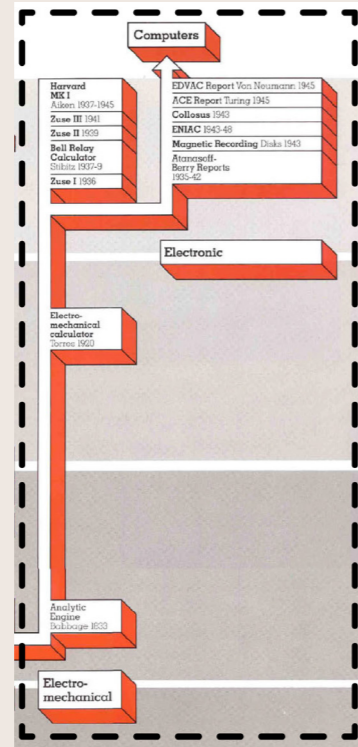 Computers
Harvard
MK I
Aiken 1937-1945
Zuse III 1941
Zuse II 1939
Bell Relay
Calculator
Stibitz 1937-9
Zuse I 1936
EDVAC Report Von Neumann 1945
ACE Report Turing 1945
Collosus 1943
ENIAC 1943-48
Magnetic Recording Disks 1943
Atanasoff-
Berry Reports
1935-42
Electronic
Electro-
mechanical
calculator
Torres 1920
Analytic
Engine
Babbage 1833
Electro-
mechanical